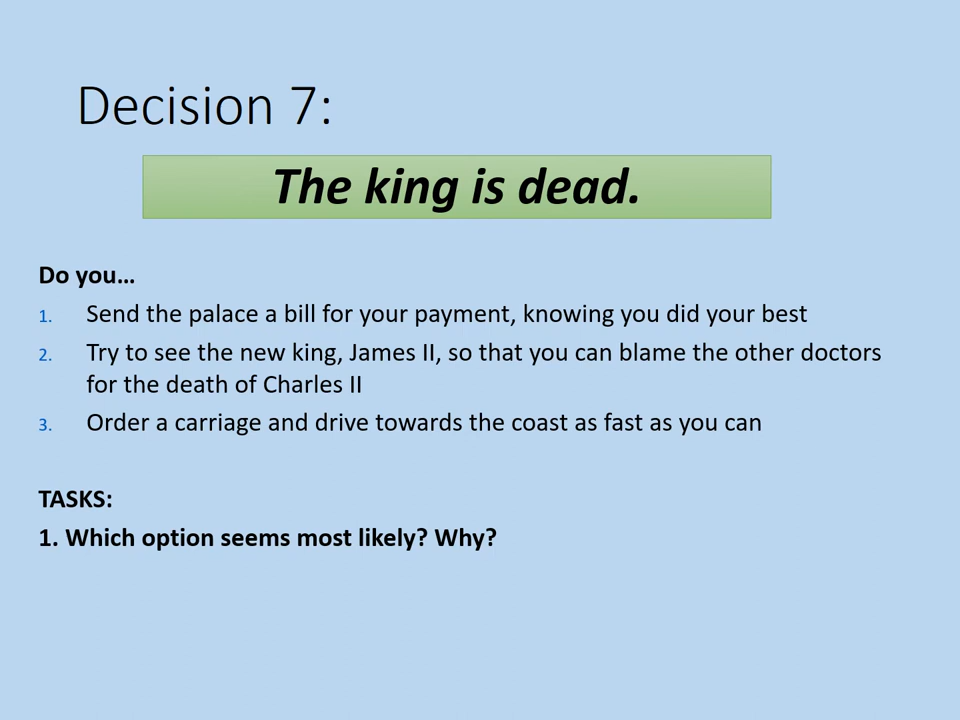 Decision 7:
The king is dead.
Do you…
1. Send the palace a bill for your payment, knowing you did your best
2. Try to see the new king, James II, so that you can blame the other doctors
for the death of Charles II
3. Order a carriage and drive towards the coast as fast as you can
TASKS:
1. Which option seems most likely? Why?